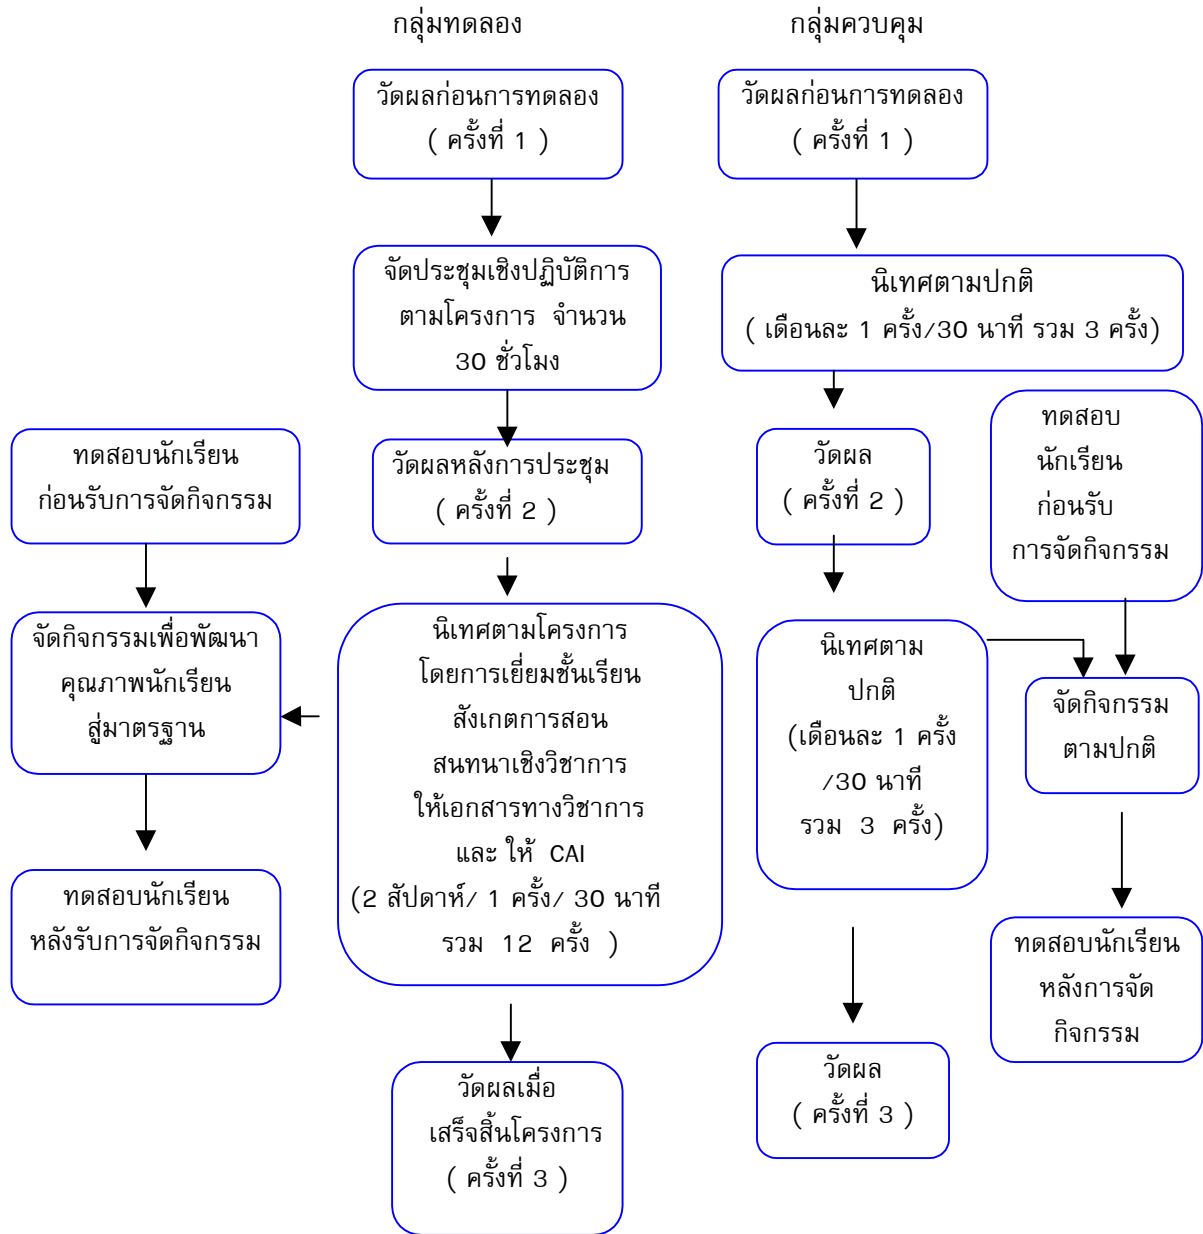 กลุ่มทดลอง
กลุ่มควบคุม
วัดผลก่อนการทดลอง
( ครั้งที่ 1 )
วัดผลก่อนการทดลอง
( ครั้งที่ 1 )
จัดประชุมเชิงปฏิบัติการ
ตามโครงการ จำนวน
30 ชั่วโมง
นิเทศตามปกติ
( เดือนละ 1 ครั้ง/30 นาที รวม 3 ครั้ง)
ทดสอบนักเรียน
ก่อนรับการจัดกิจกรรม
วัดผลหลังการประชุม
( ครั้งที่ 2 )
วัดผล
( ครั้งที่ 2 )
ทดสอบ
นักเรียน
ก่อนรับ
การจัดกิจกรรม
จัดกิจกรรมเพื่อพัฒนา
คุณภาพนักเรียน
สู่มาตรฐาน
นิเทศตามโครงการ
โดยการเยี่ยมชั้นเรียน
สังเกตการสอน
สนทนาเชิงวิชาการ
ให้เอกสารทางวิชาการ
และ ให้ CAI
(2 สัปดาห์/ 1 ครั้ง/ 30 นาที
รวม 12 ครั้ง )
นิเทศตาม
ปกติ
(เดือนละ 1 ครั้ง
/30 นาที
รวม 3 ครั้ง)
จัดกิจกรรม
ตามปกติ
ทดสอบนักเรียน
หลังรับการจัดกิจกรรม
ทดสอบนักเรียน
หลังการจัด
กิจกรรม
วัดผลเมื่อ
เสร็จสิ้นโครงการ
( ครั้งที่ 3 )
วัดผล
( ครั้งที่ 3 )